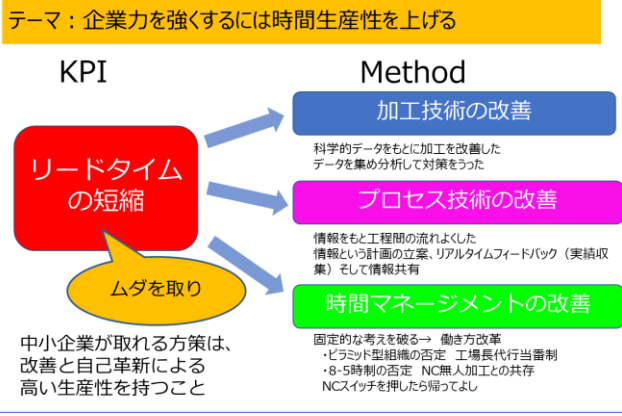 テーマ：企業力を強くするには時間生産性を上げる
KPI
Method
リードタイム
の短縮
ムダを取り
中小企業が取れる方策は、
改善と自己革新による
高い生産性を持つこと
加工技術の改善
科学的データをもとに加工を改善した
データを集め分析して対策をうった
プロセス技術の改善
情報をもと工程間の流れよくした
情報という計画の立案、リアルタイムフィードバック（実績収
集）そして情報共有
時間マネージメントの改善
固定的な考えを破る→ 働き方改革
・ピラミッド型組織の否定 工場長代行当番制
・8-5時制の否定 NC無人加工との共存
NCスイッチを押したら帰ってよし